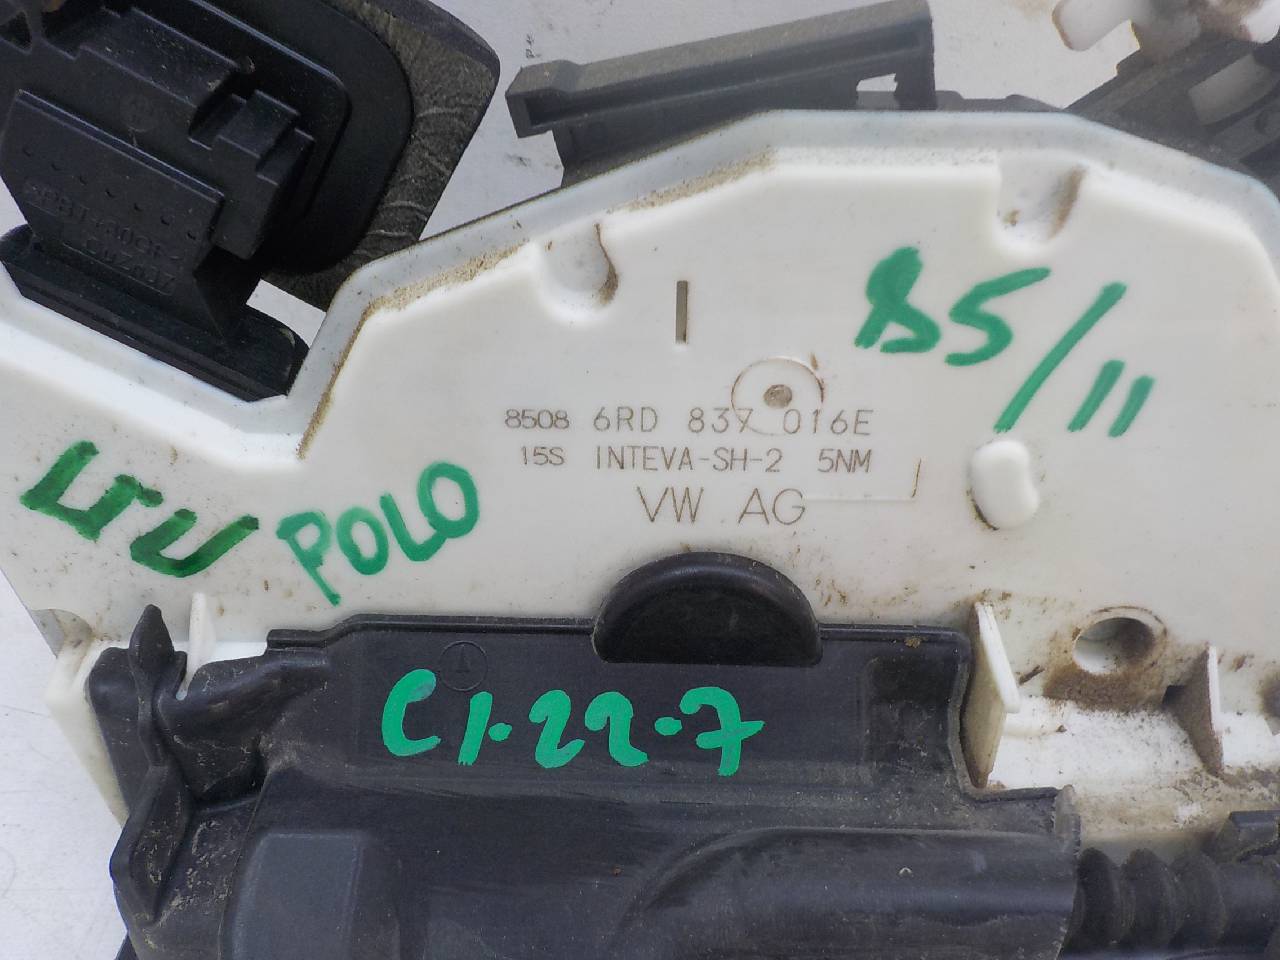 85/11
8508 6RD 837 016E
15S INTEVA-SH-2 5NM
VW AG
POLO
C1-22-7